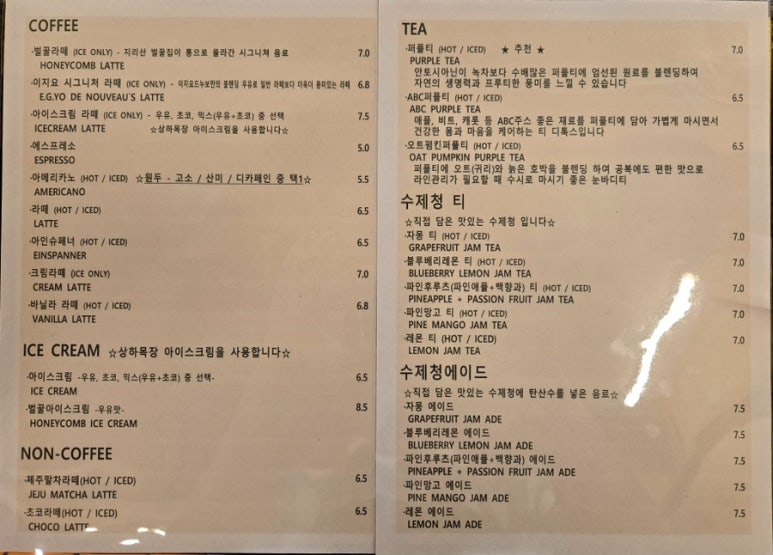 COFFEE
·벌꿀라떼 (ICE ONLY) - 지리산 벌꿀집이 통으로 올라간 시그니쳐 음료 7.0
HONEYCOMB LATTE
·이지요 시그니쳐 라떼 (ICE ONLY) - 이지요드누보만의 블렌딩 우유로 일반 라떼보다 더욱이 풍미있는 라떼 6.8
E.G.YO DE NOUVEAU`S LATTE
·아이스크림 라떼 (ICE ONLY) - 우유, 초코, 믹스(우유+초코) 중 선택 7.5
ICECREAM LATTE ☆상하목장 아이스크림을 사용합니다☆
·에스프레소 5.0
ESPRESSO
·아메리카노 (HOT / ICED) ☆원두 - 고소 / 산미 / 디카페인 중 택1☆ 5.5
AMERICANO
·라떼 (HOT / ICED) 6.5
LATTE
·아인슈페너 (HOT / ICED) 6.5
EINSPANNER
·크림라떼 (ICE ONLY) 7.0
CREAM LATTE
·바닐라 라떼 (HOT / ICED) 6.8
VANILLA LATTE
ICE CREAM ☆상하목장 아이스크림을 사용합니다☆
·아이스크림 -우유, 초코, 믹스(우유+초코) 중 선택- 6.5
ICE CREAM
·벌꿀아이스크림 -우유맛- 8.5
HONEYCOMB ICE CREAM
NON-COFFEE
·제주말차라떼(HOT / ICED) 6.5
JEJU MATCHA LATTE
·초코라떼(HOT / ICED) 6.5
CHOCO LATTE
TEA
·퍼플티 (HOT / ICED) ★ 추천 ★ 7.0
PURPLE TEA
안토시아닌이 녹차보다 수배많은 퍼플티에 엄선된 원료를 블렌딩하여
자연의 생명력과 프루티한 풍미를 느낄 수 있습니다
·ABC퍼플티 (HOT / ICED) 6.5
ABC PURPLE TEA
애플, 비트, 캐롯 등 ABC주스 좋은 재료를 퍼플티에 담아 가볍게 마시면서
건강한 몸과 마음을 케어하는 티 디톡스입니다
·오트펌킨퍼플티 (HOT / ICED) 6.5
OAT PUMPKIN PURPLE TEA
퍼플티에 오트(귀리)와 늙은 호박을 블렌딩 하여 공복에도 편한 맛으로
라인관리가 필요할 때 수시로 마시기 좋은 눈바디티
수제청 티
☆직접 담은 맛있는 수제청 입니다☆
·자몽 티 (HOT / ICED) 7.0
GRAPEFRUIT JAM TEA
·블루베리레몬 티 (HOT / ICED) 7.0
BLUEBERRY LEMON JAM TEA
·파인후루츠(파인애플+백향과) 티 (HOT / ICED) 7.0
PINEAPPLE + PASSION FRUIT JAM TEA
·파인망고 티 (HOT / ICED) 7.0
PINE MANGO JAM TEA
·레몬 티 (HOT / ICED) 7.0
LEMON JAM TEA
수제청에이드
☆직접 담은 맛있는 수제청에 탄산수를 넣은 음료☆
·자몽 에이드 7.5
GRAPEFRUIT JAM ADE
·블루베리레몬 에이드 7.5
BLUEBERRY LEMON JAM ADE
·파인후루츠(파인애플+백향과) 에이드 7.5
PINEAPPLE + PASSION FRUIT JAM ADE
·파인망고 에이드 7.5
PINE MANGO JAM ADE
·레몬 에이드 7.5
LEMON JAM ADE